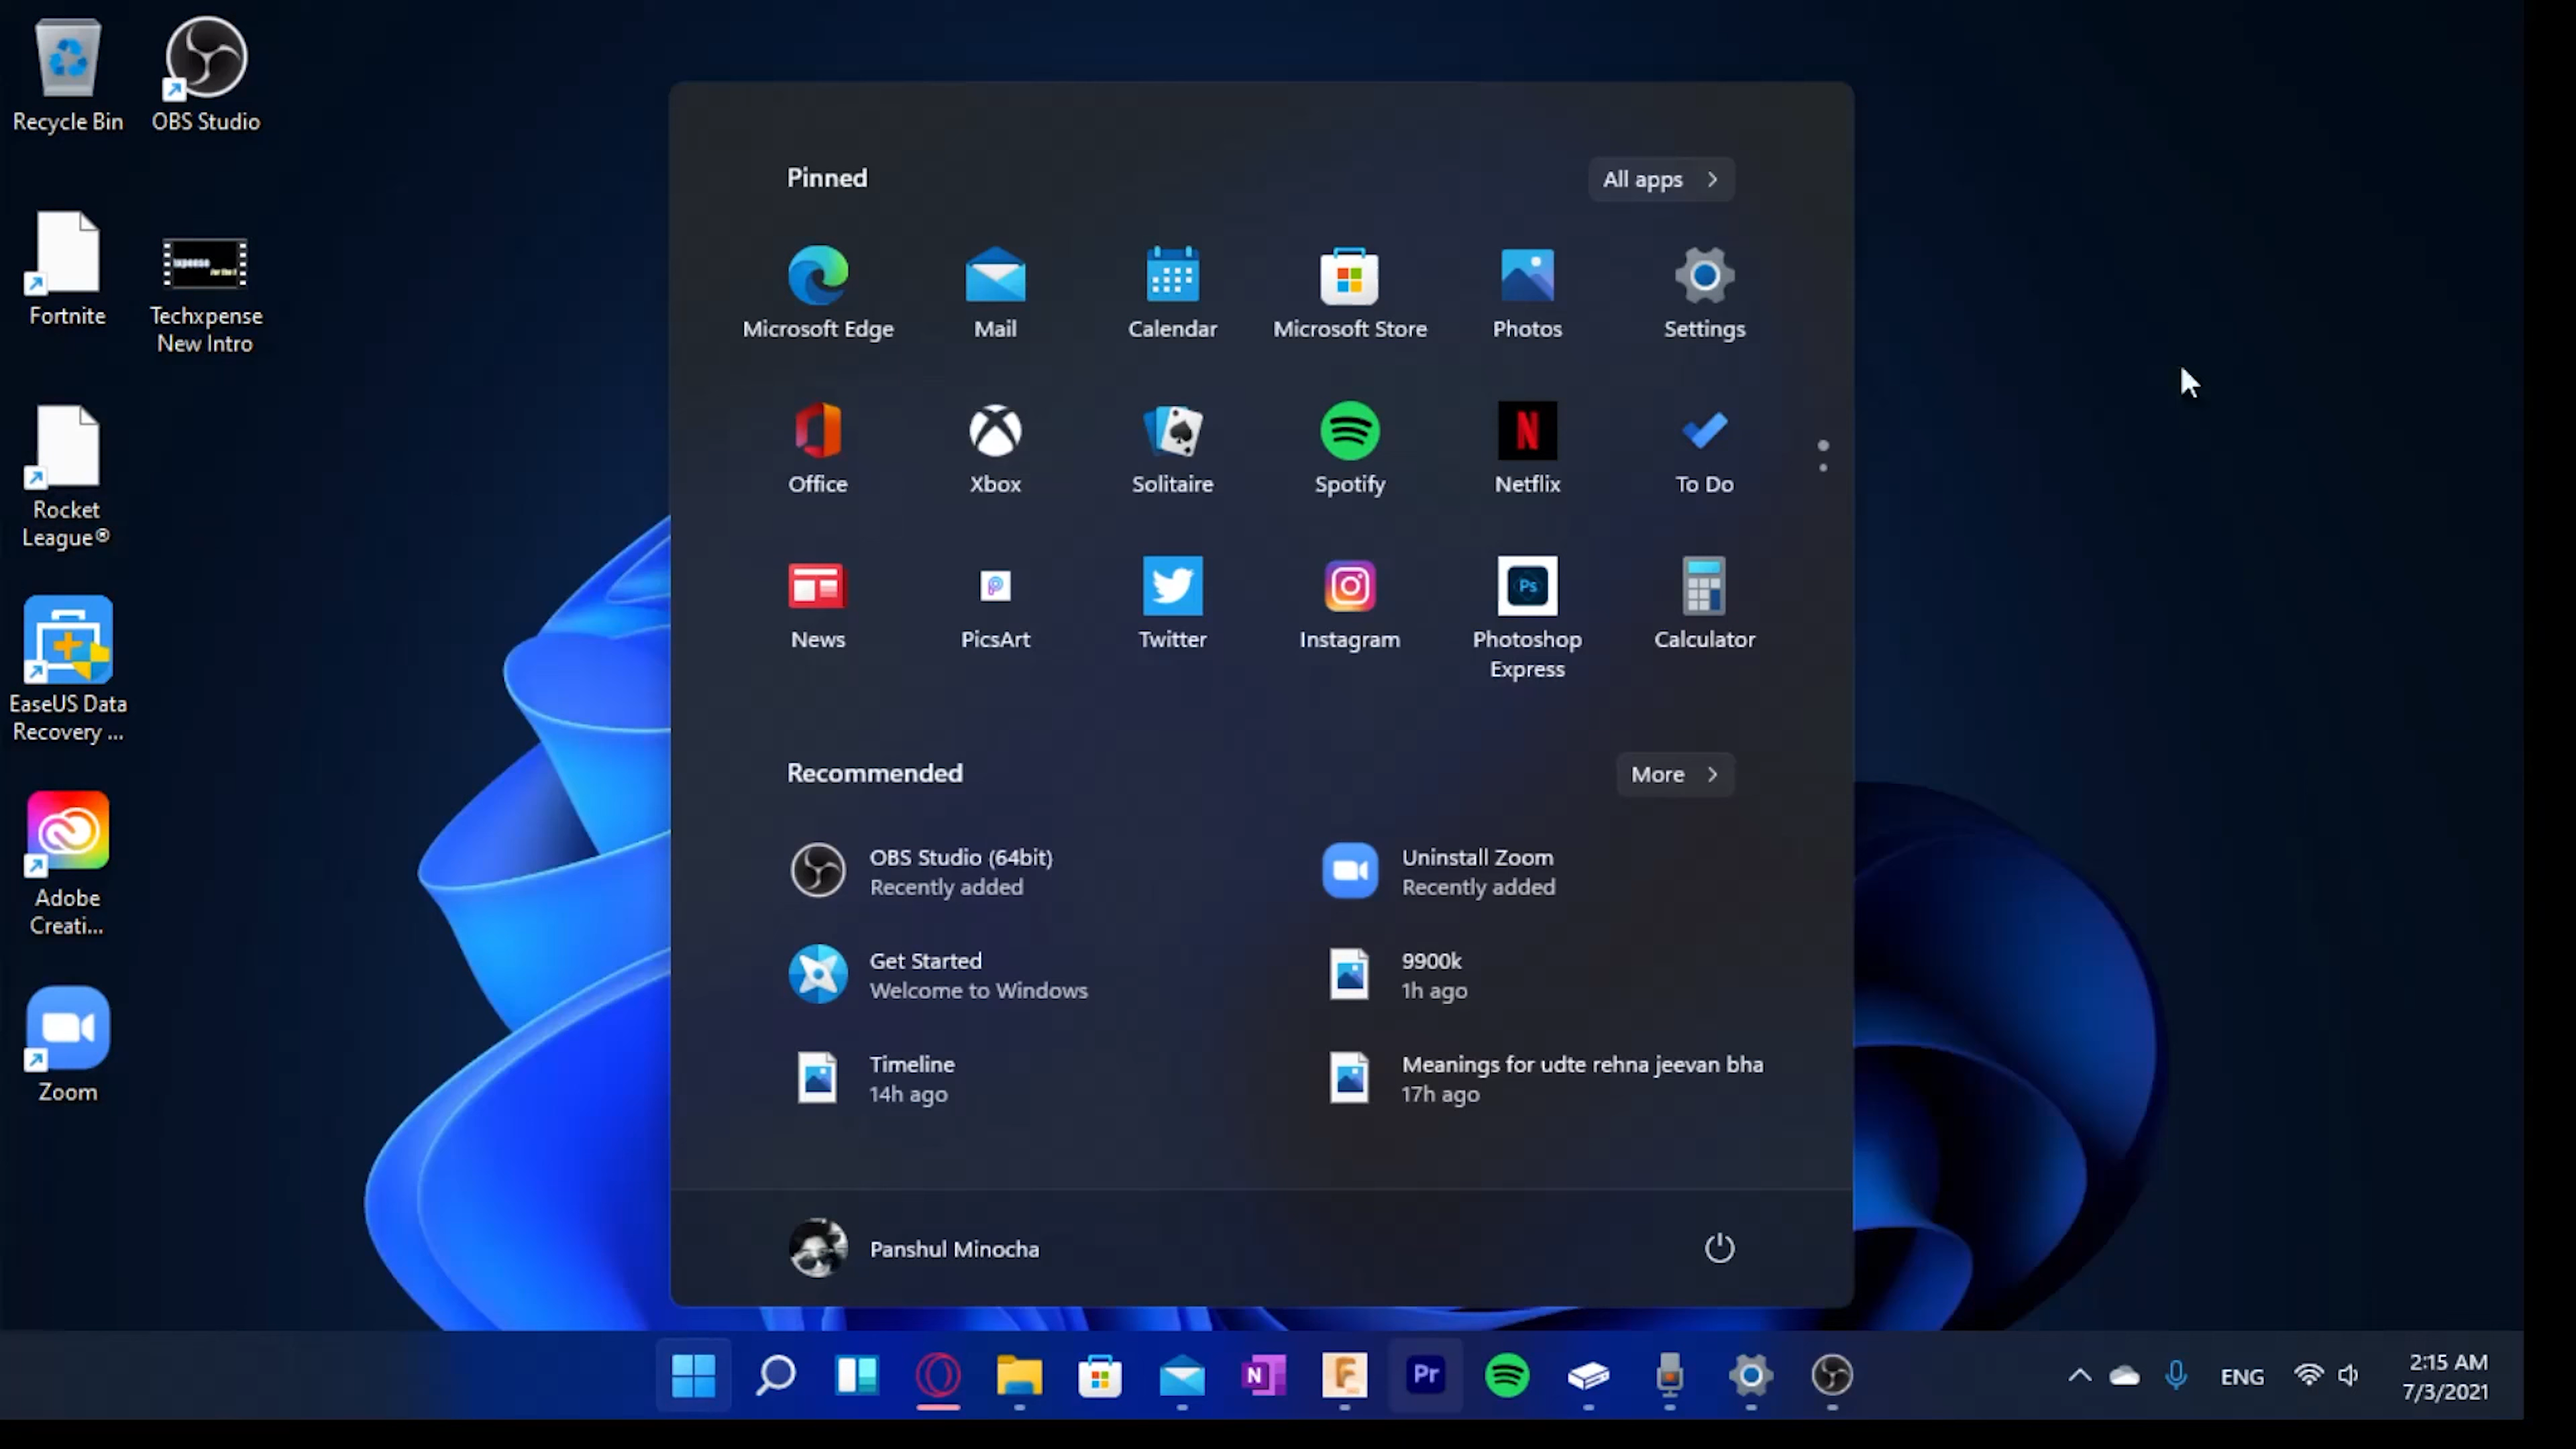 Recycle Bin
OBS Studio
Fortnite
Techxpense
New Intro
Rocket
League®
EaseUS Data
Recovery ...
Adobe
Creati...
Zoom
Pinned
All apps
Microsoft Edge
Mail
Calendar
Microsoft Store
Photos
Settings
Office
Xbox
Solitaire
Spotify
N
Netflix
To Do
News
PicsArt
Twitter
Instagram
Ps
Photoshop
Express
Calculator
Recommended
More
OBS Studio (64bit)
Recently added
Uninstall Zoom
Recently added
Get Started
Welcome to Windows
9900k
1h ago
Timeline
14h ago
Meanings for udte rehna jeevan bha
17h ago
Panshul Minocha
N
F
Pr
ENG
2:15 AM
7/3/2021